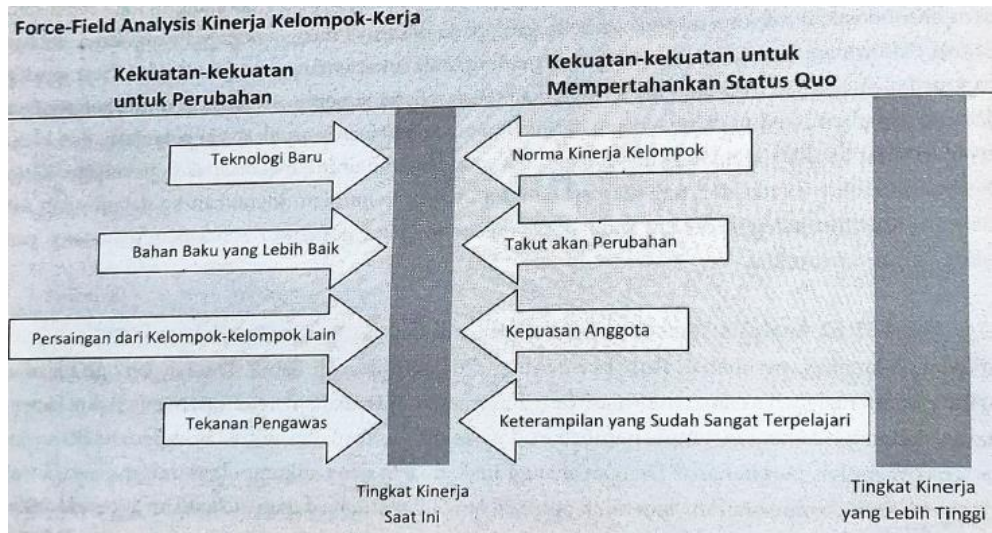 Force-Field Analysis Kinerja Kelompok-Kerja
Kekuatan-kekuatan
untuk Perubahan
Kekuatan-kekuatan untuk
Mempertahankan Status Quo
Teknologi Baru
Norma Kinerja Kelompok
Bahan Baku yang Lebih Baik
Takut akan Perubahan
Persaingan dari Kelompok-kelompok Lain
Kepuasan Anggota
Tekanan Pengawas
Keterampilan yang Sudah Sangat Terpelajari
Tingkat Kinerja
Saat Ini
Tingkat Kinerja
yang Lebih Tinggi